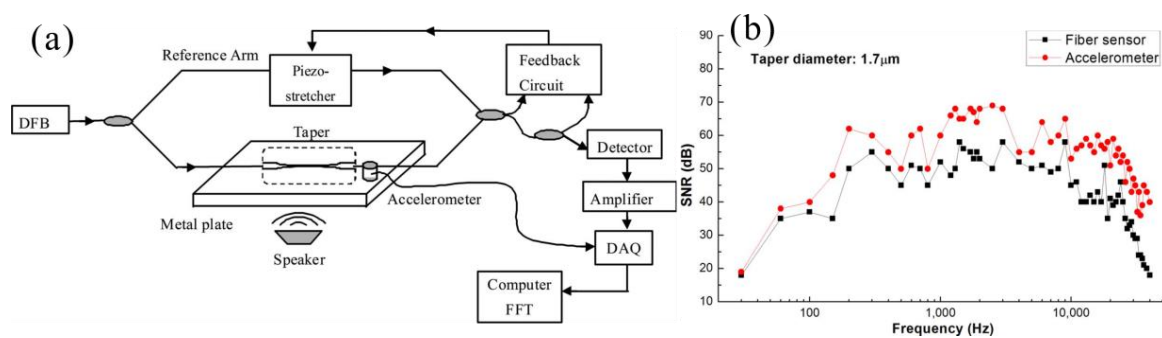 (a)
Reference Arm
Piezo-
stretcher
Feedback
Circuit
DFB
Taper
Detector
Accelerometer
Amplifier
Metal plate
Speaker
DAQ
Computer
FFT
(b)
Taper diameter: 1.7μm
Fiber sensor
Accelerometer
SNR (dB)
90
80
70
60
50
40
30
20
10
100
1,000
10,000
Frequency (Hz)